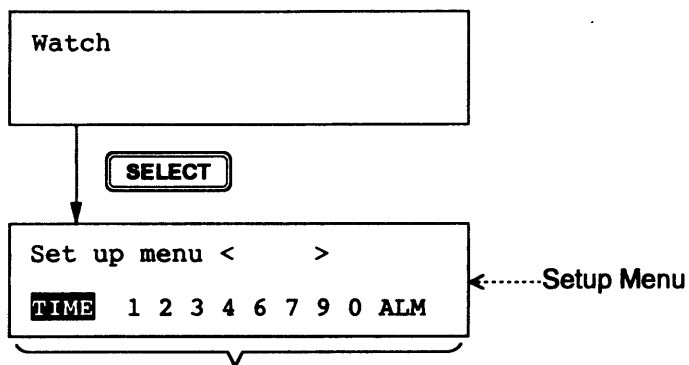 Watch
SELECT
Set up menu < >
Setup Menu
TIME 1 2 3 4 6 7 9 0 ALM